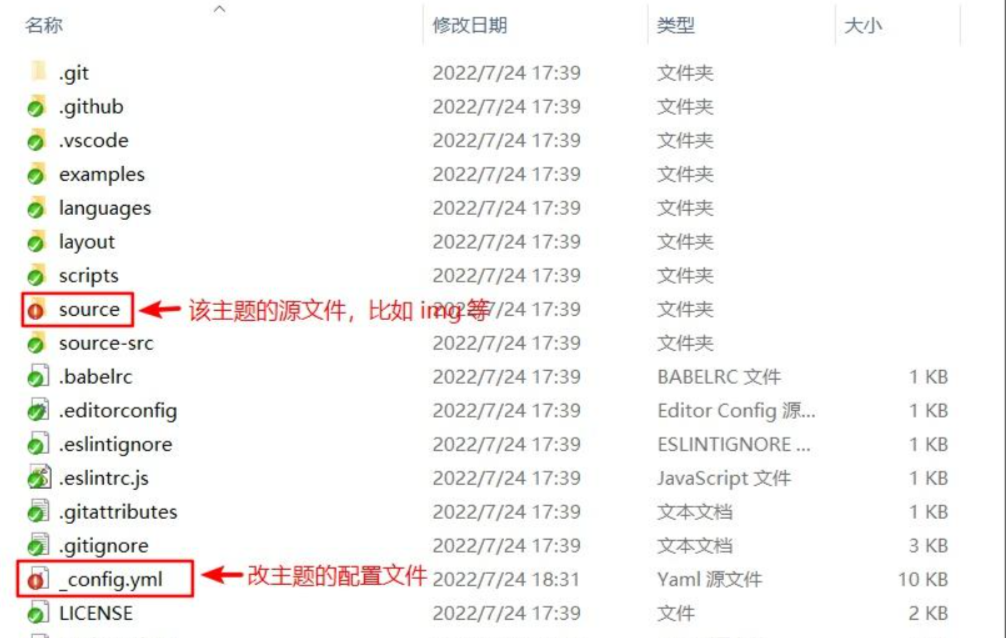 名称 修改日期 类型 大小
.git 2022/7/24 17:39 文件夹
.github 2022/7/24 17:39 文件夹
.vscode 2022/7/24 17:39 文件夹
examples 2022/7/24 17:39 文件夹
languages 2022/7/24 17:39 文件夹
layout 2022/7/24 17:39 文件夹
scripts 2022/7/24 17:39 文件夹
source 该主题的源文件，比如 img 等 /7/24 17:39 文件夹
source-src 2022/7/24 17:39 文件夹
.babelrc 2022/7/24 17:39 BABELRC 文件 1 KB
.editorconfig 2022/7/24 17:39 Editor Config 源... 1 KB
.eslintignore 2022/7/24 17:39 ESLINTIGNORE ... 1 KB
.eslintrc.js 2022/7/24 17:39 JavaScript 文件 1 KB
.gitattributes 2022/7/24 17:39 文本文档 1 KB
.gitignore 2022/7/24 17:39 文本文档 3 KB
_config.yml 改主题的配置文件 2022/7/24 18:31 Yaml 源文件 10 KB
LICENSE 2022/7/24 17:39 文件 2 KB